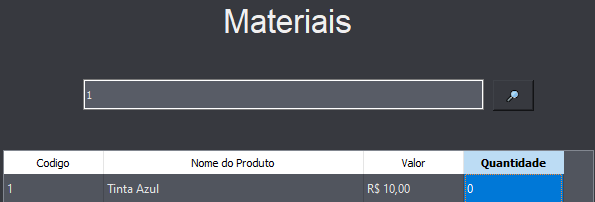 Materiais
1
Codigo Nome do Produto Valor Quantidade
1 Tinta Azul R$ 10,00 0